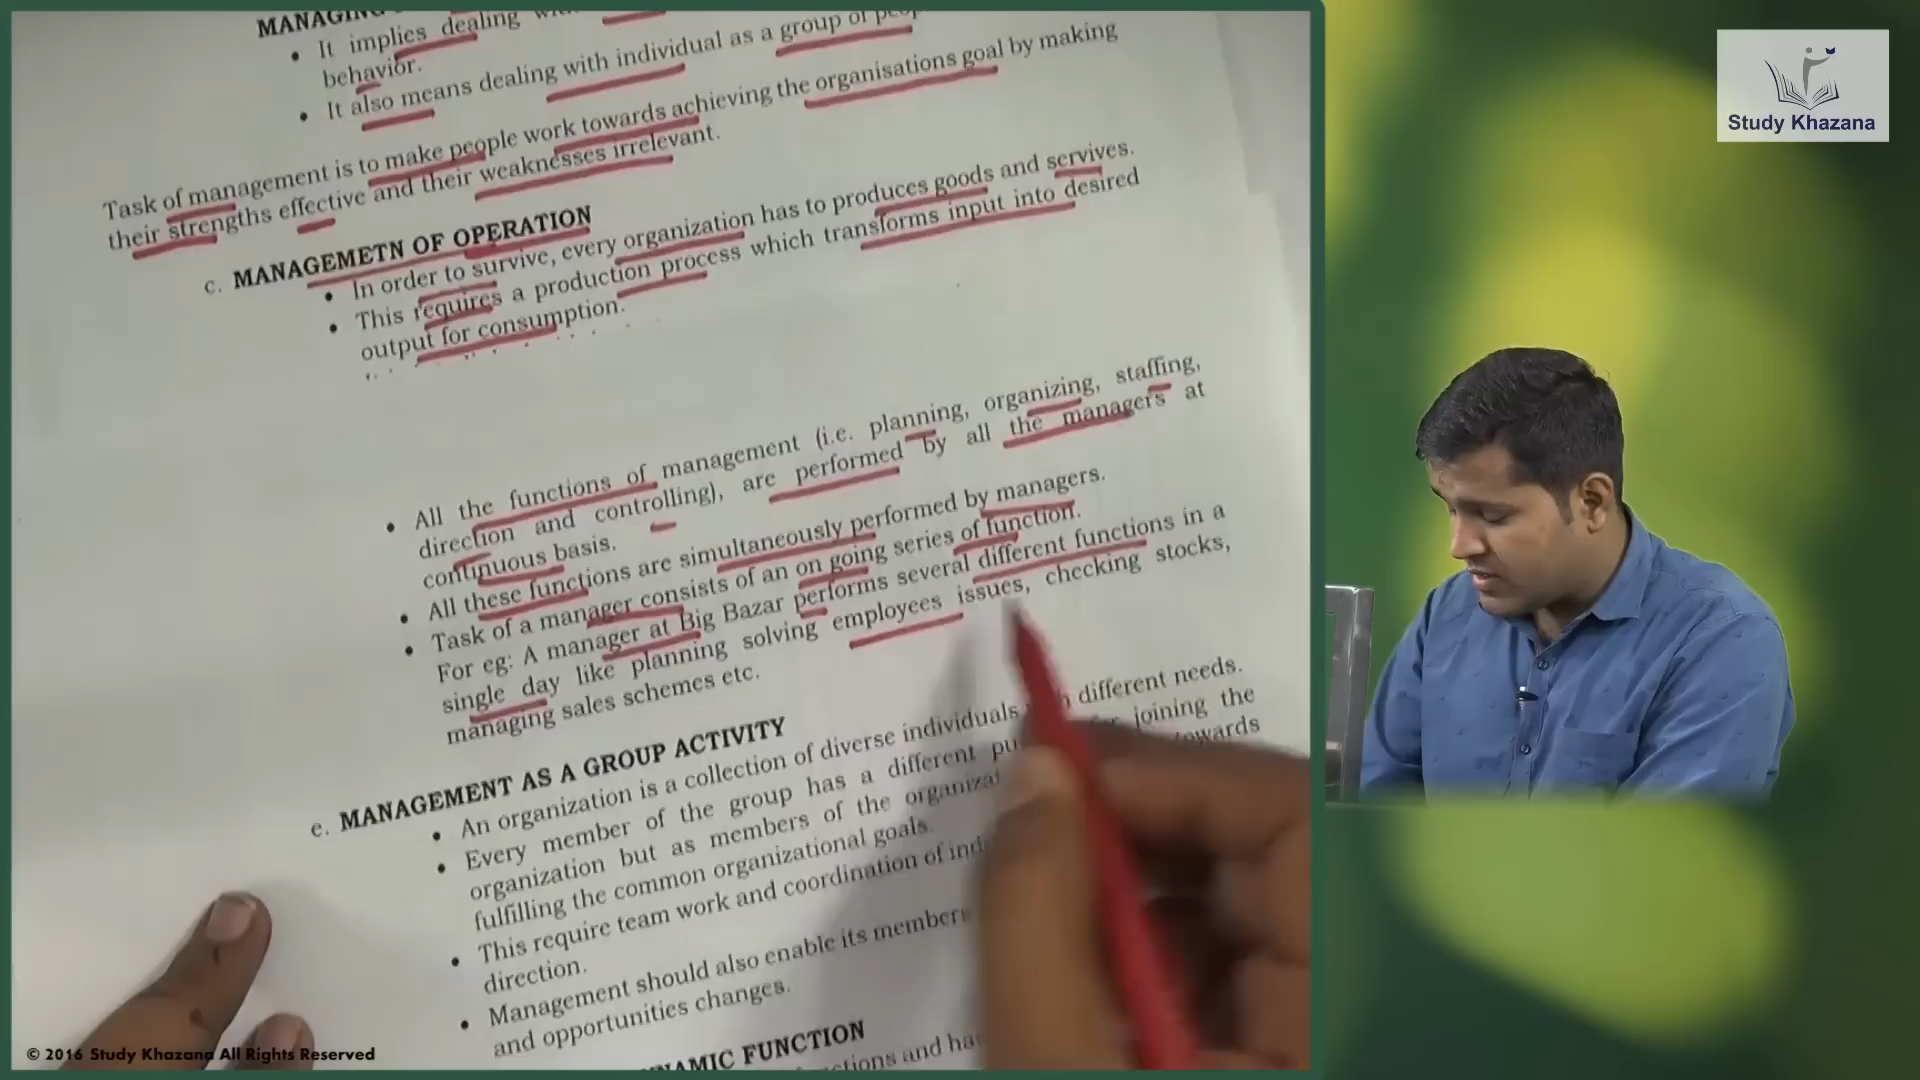 MANAGING
• It implies dealing
behavior.
• It also means dealing with individual as a group of
Task of management is to make people work towards achieving the organisations goal by making
their strengths effective and their weaknesses irrelevant.
c. MANAGEMETN OF OPERATION
• In order to survive, every organization has to produces goods and servives.
• This requires a production process which transforms input into desired
output for consumption.
• All the functions of management (i.e. planning, organizing, staffing,
direction and controlling), are performed by all the managers at
continuous basis.
• All these functions are simultaneously performed by managers.
• Task of a manager consists of an on going series of function.
For eg: A manager at Big Bazar performs several different functions in a
single day like planning solving employees issues, checking stocks,
managing sales schemes etc.
e. MANAGEMENT AS A GROUP ACTIVITY
• An organization is a collection of diverse individuals different needs.
• Every member of the group has a different joining the
organization but as members of the towards
fulfilling the common organizational goals.
• This require team work and coordination of
direction.
• Management should also enable its members
and opportunities changes.
FUNCTION
and
Study Khazana
© 2016 Study Khazana All Rights Reserved